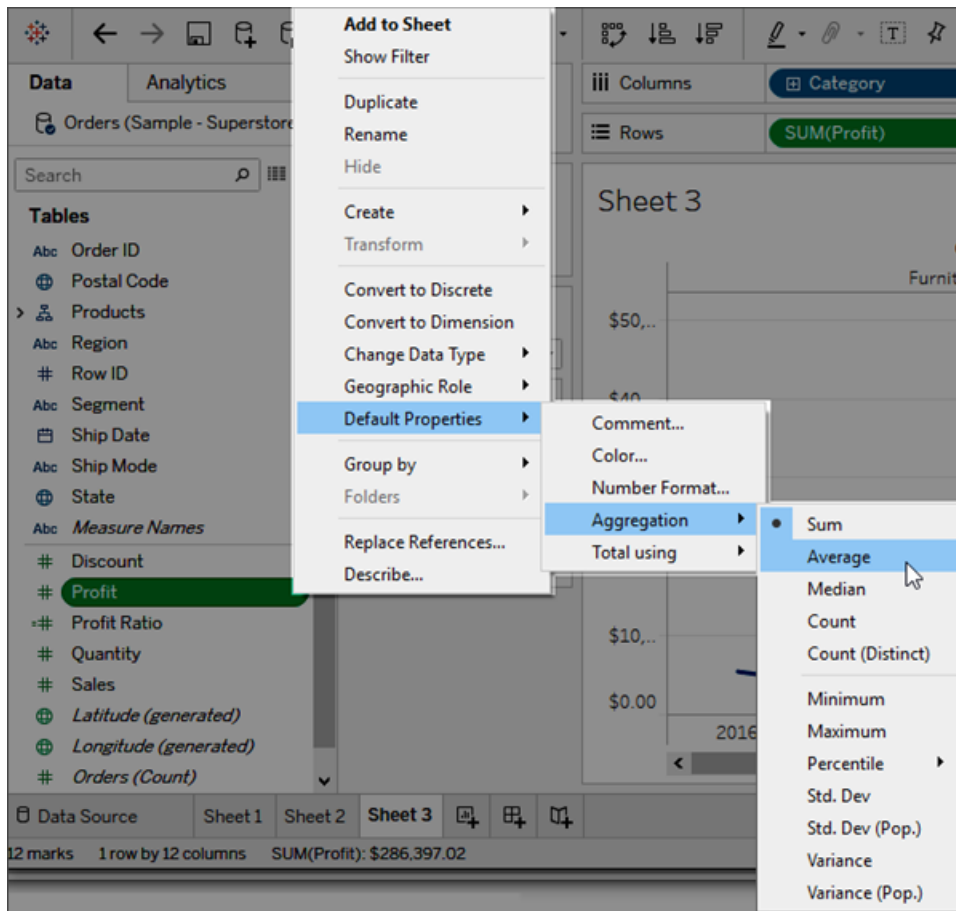 Data
Analytics
Orders (Sample - Superstore
Search
Tables
Abc Order ID
Postal Code
Products
Abc Region
# Row ID
Abc Segment
Ship Date
Abc Ship Mode
State
Abc Measure Names
# Discount
# Profit
=# Profit Ratio
# Quantity
# Sales
Latitude (generated)
Longitude (generated)
# Orders (Count)
Add to Sheet
Show Filter
Duplicate
Rename
Hide
Create
Transform
Convert to Discrete
Convert to Dimension
Change Data Type
Geographic Role
Default Properties
Group by
Folders
Replace References...
Describe...
Comment...
Color...
Number Format...
Aggregation
Total using
Sum
Average
Median
Count
Count (Distinct)
Minimum
Maximum
Percentile
Std. Dev
Std. Dev (Pop.)
Variance
Variance (Pop.)
T
Columns
Category
Rows
SUM(Profit)
Sheet 3
$50,..
$10,..
$0.00
2016
Data Source
Sheet 1
Sheet 2
Sheet 3
12 marks 1 row by 12 columns SUM(Profit): $286,397.02